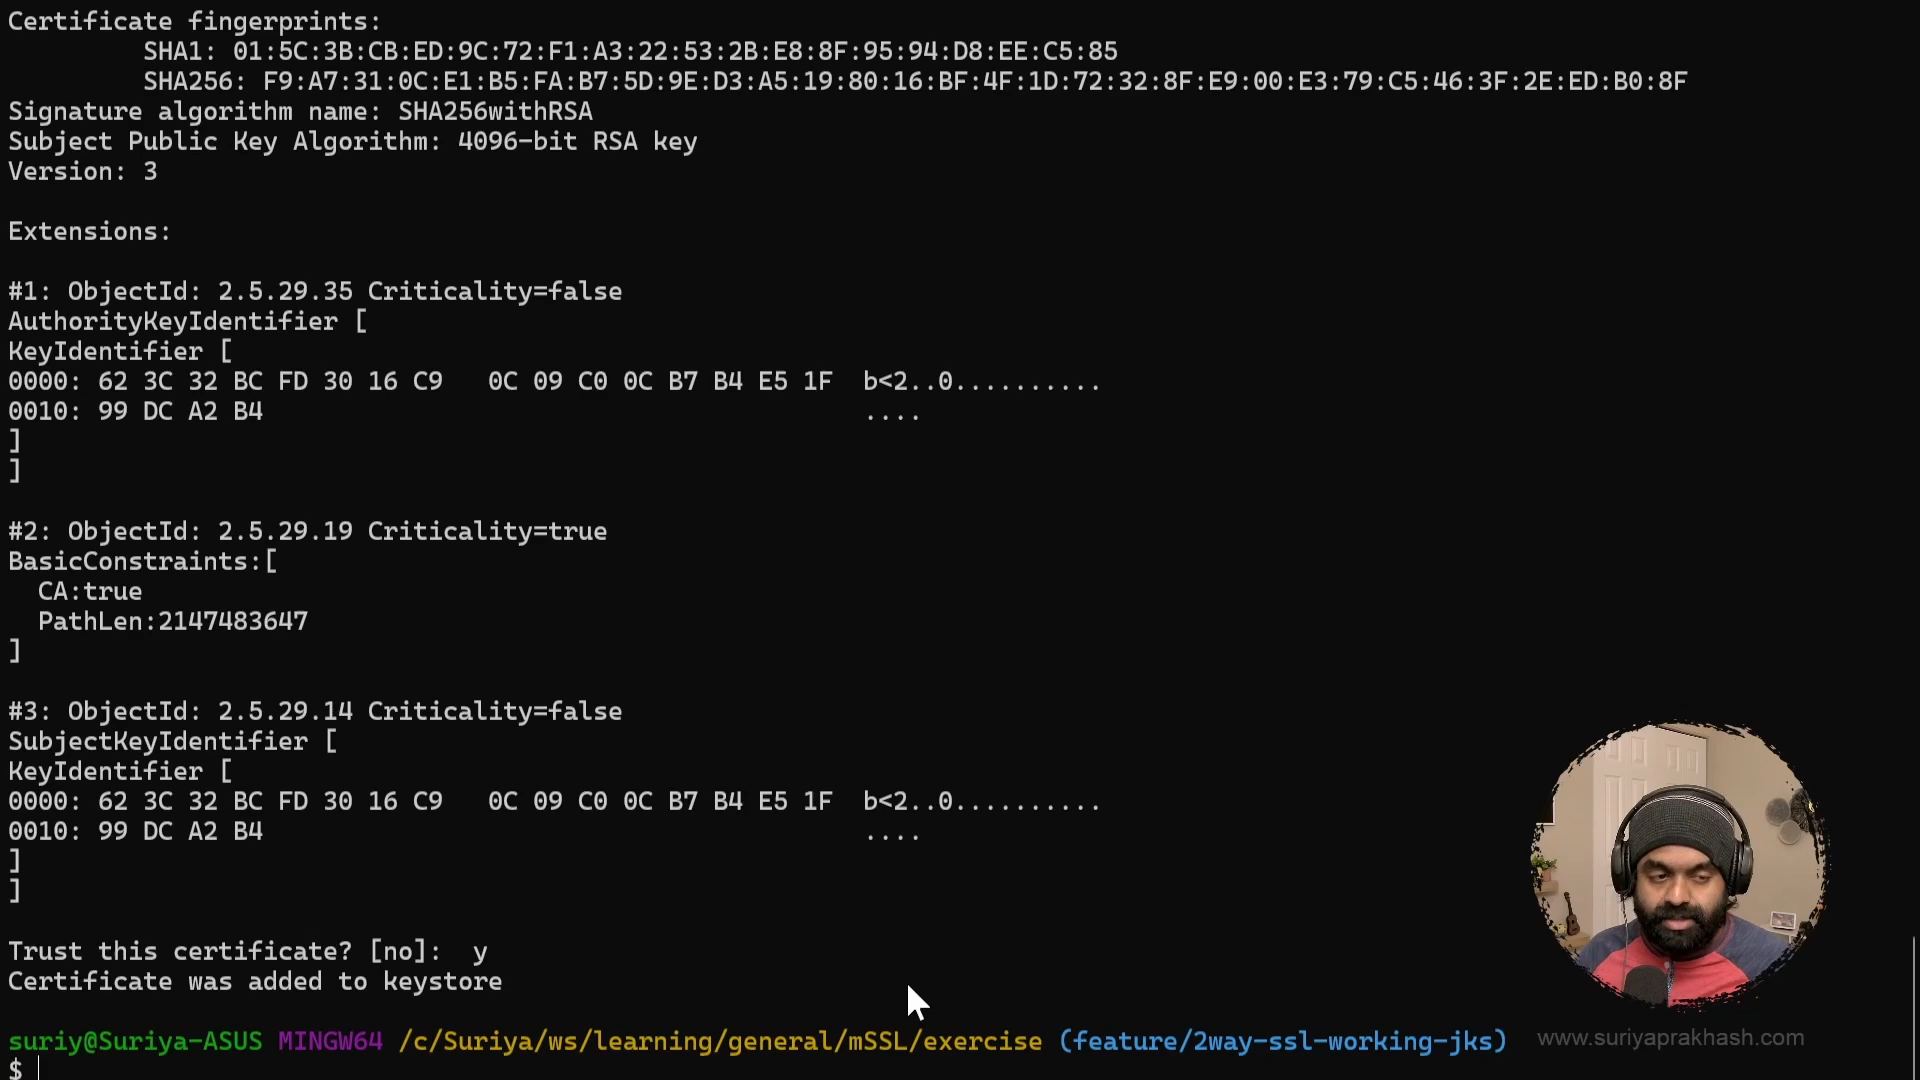 Certificate fingerprints:
SHA1: 01:5C:3B:CB:ED:9C:72:F1:A3:22:53:2B:E8:8F:95:94:D8:EE:C5:85
SHA256: F9:A7:31:0C:E1:B5:FA:B7:5D:9E:D3:A5:19:80:16:BF:4F:1D:72:32:8F:E9:00:E3:79:C5:46:3F:2E:ED:B0:8F
Signature algorithm name: SHA256withRSA
Subject Public Key Algorithm: 4096-bit RSA key
Version: 3
Extensions:
#1: ObjectId: 2.5.29.35 Criticality=false
AuthorityKeyIdentifier [
KeyIdentifier [
0000: 62 3C 32 BC FD 30 16 C9   0C 09 C0 0C B7 B4 E5 1F  b<2..0..........
0010: 99 DC A2 B4                                        ....
]
]
#2: ObjectId: 2.5.29.19 Criticality=true
BasicConstraints:[
  CA:true
  PathLen:2147483647
]
#3: ObjectId: 2.5.29.14 Criticality=false
SubjectKeyIdentifier [
KeyIdentifier [
0000: 62 3C 32 BC FD 30 16 C9   0C 09 C0 0C B7 B4 E5 1F  b<2..0..........
0010: 99 DC A2 B4                                        ....
]
]
Trust this certificate? [no]:  y
Certificate was added to keystore
suriy@Suriya-ASUS MINGW64 /c/Suriya/ws/learning/general/mSSL/exercise (feature/2way-ssl-working-jks)
$
www.suriyaprakhash.com